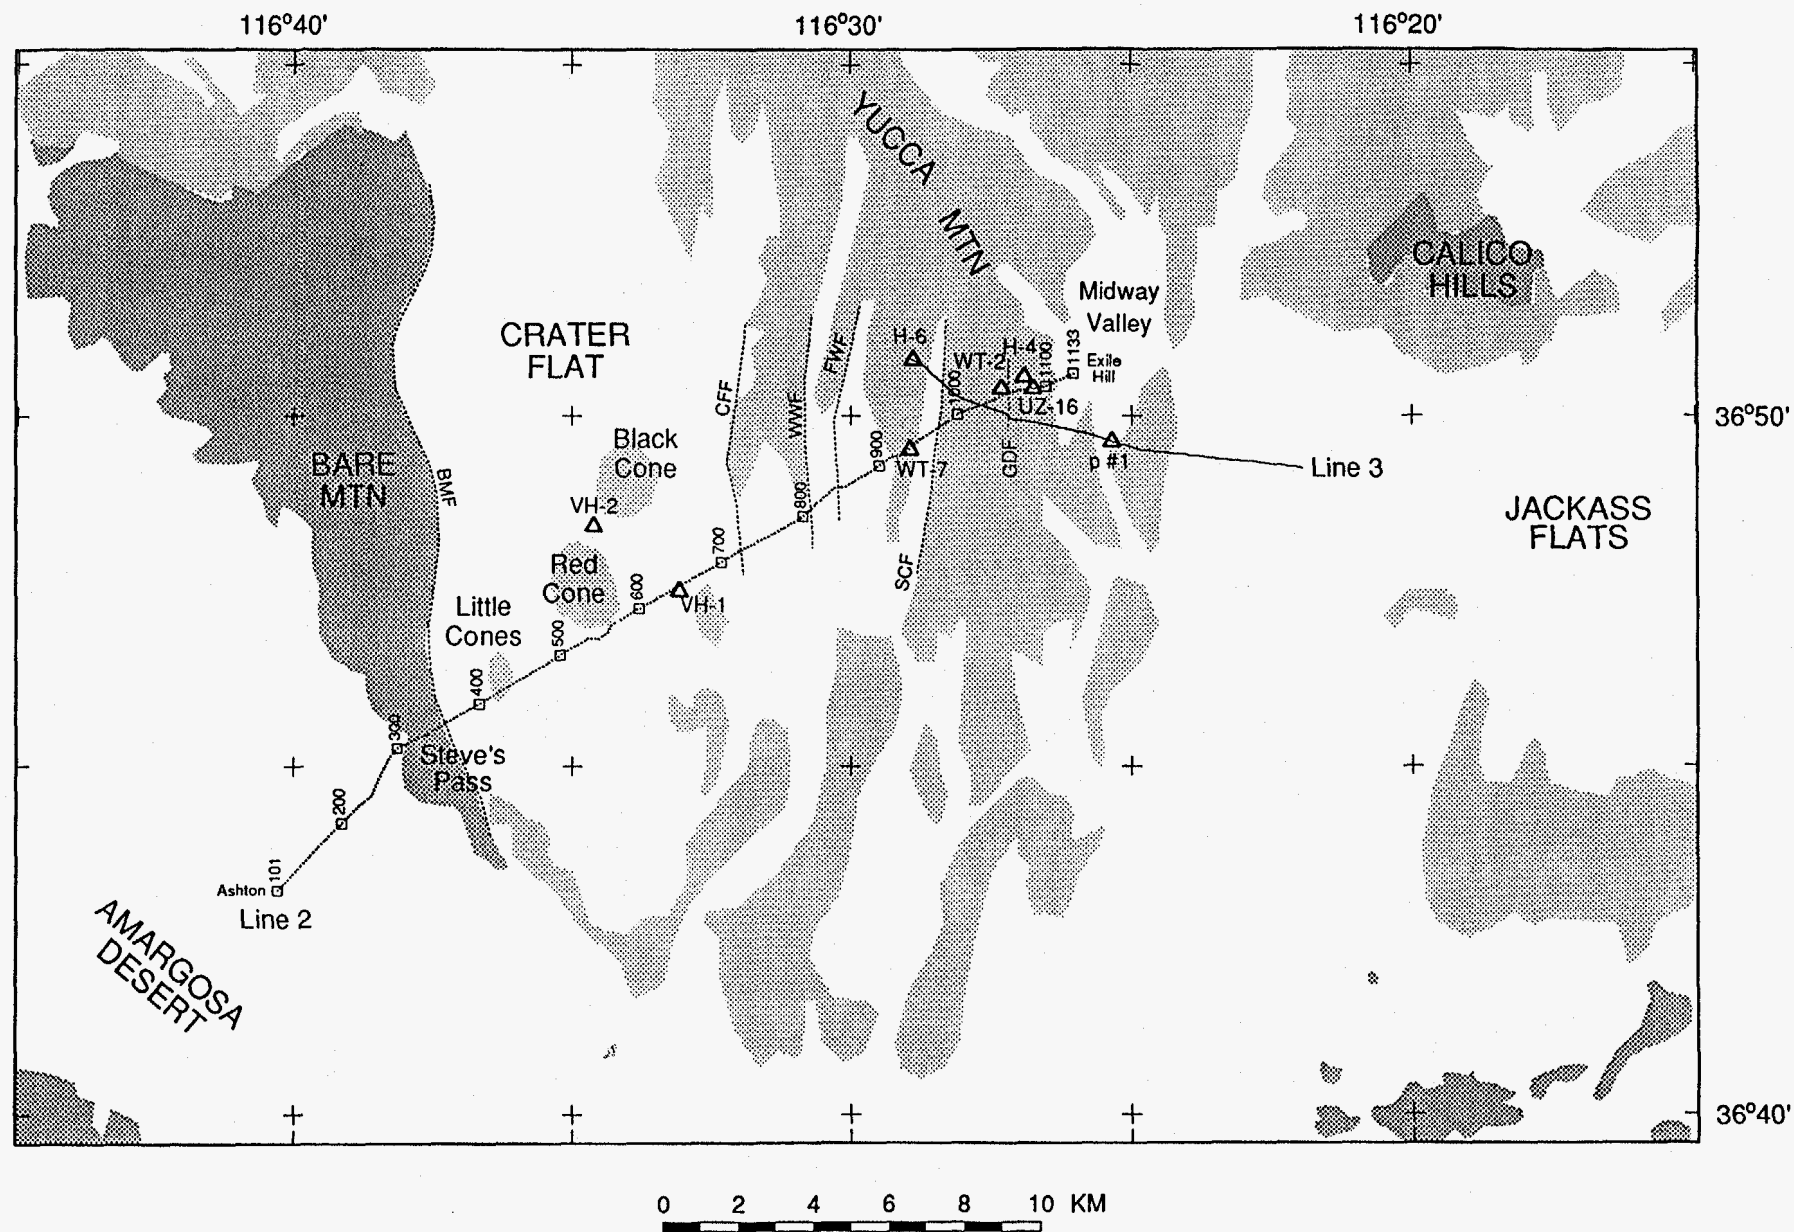 116°40'
116°30'
116°20'
YUCCA
MTN
CALICO
HILLS
Midway
Valley
CRATER
FLAT
H-6
H-4
WT-2
1100
1133
Exile
Hill
FWF
CFF
WWF
1000
UZ-16
36°50'
Black
Cone
BARE
MTN
BMF
900
WT-7
GDF
p #1
Line 3
VH-2
800
JACKASS
FLATS
700
Red
Cone
SCF
600
VH-1
Little
Cones
500
400
300
Steve's
Pass
200
101
Ashton
Line 2
AMARGOSA
DESERT
36°40'
0 2 4 6 8 10 KM